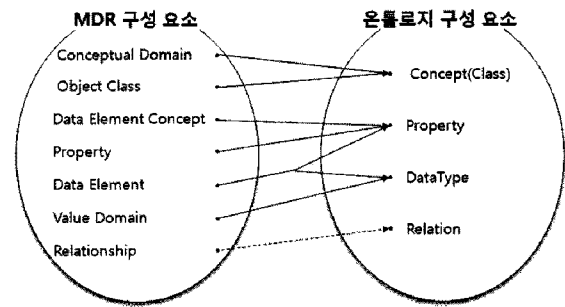 MDR 구성 요소
Conceptual Domain
Object Class
Data Element Concept
Property
Data Element
Value Domain
Relationship
온톨로지 구성 요소
Concept(Class)
Property
DataType
Relation